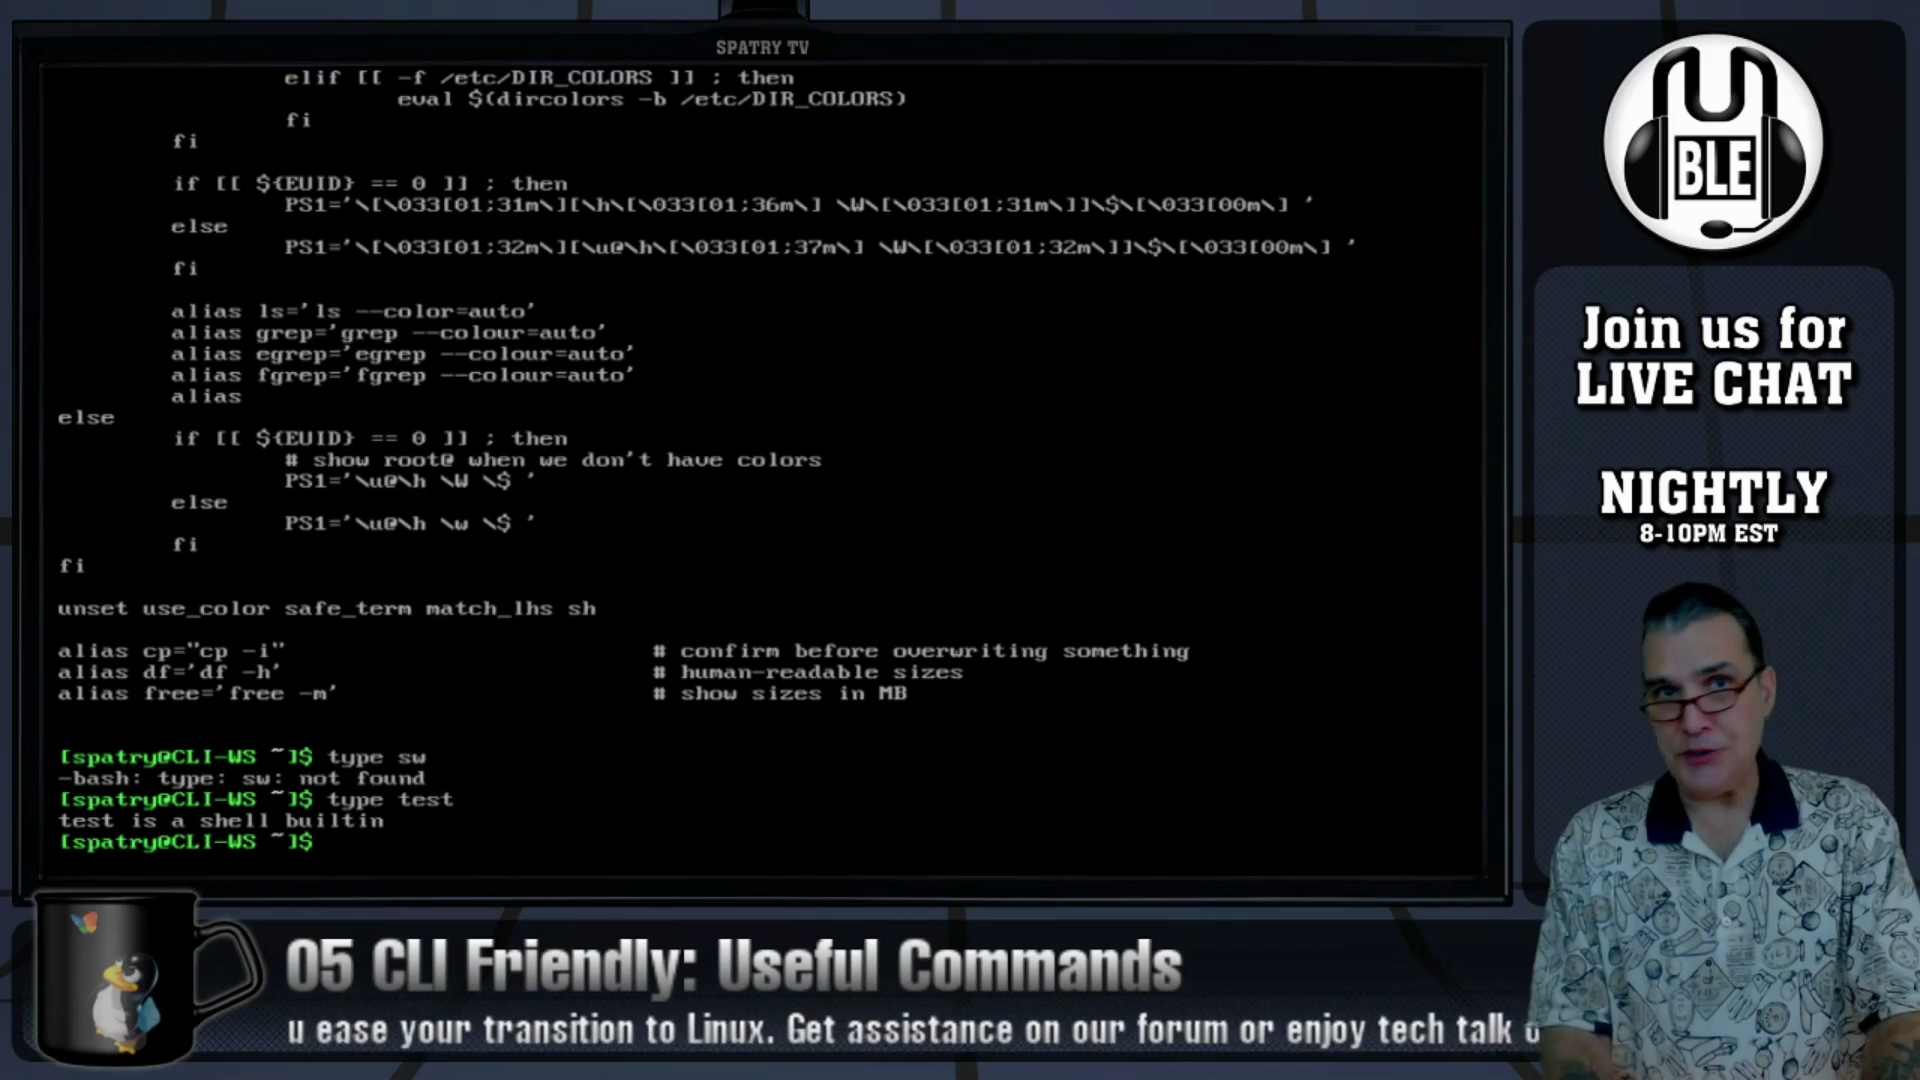 SPATRY TV
elif [[ -f /etc/DIR_COLORS ]] ; then
eval $(dircolors -b /etc/DIR_COLORS)
fi
fi
if [[ ${EUID} == 0 ]] ; then
PS1='\[\033[01;31m\][\h\[\033[01;36m\] \W\[\033[01;31m\]]\$\[\033[00m\] '
else
PS1='\[\033[01;32m\][\u@\h\[\033[01;37m\] \W\[\033[01;32m\]]\$\[\033[00m\] '
fi
alias ls='ls --color=auto'
alias grep='grep --colour=auto'
alias egrep='egrep --colour=auto'
alias fgrep='fgrep --colour=auto'
alias
else
if [[ ${EUID} == 0 ]] ; then
# show root@ when we don't have colors
PS1='\u@\h \W \$ '
else
PS1='\u@\h \w \$ '
fi
fi
unset use_color safe_term match_lhs sh
alias cp="cp -i" # confirm before overwriting something
alias df='df -h' # human-readable sizes
alias free='free -m' # show sizes in MB
[spatry@CLI-WS ~]$ type sw
-bash: type: sw: not found
[spatry@CLI-WS ~]$ type test
test is a shell builtin
[spatry@CLI-WS ~]$
BLE
Join us for
LIVE CHAT
NIGHTLY
8-10PM EST
05 CLI Friendly: Useful Commands
u ease your transition to Linux. Get assistance on our forum or enjoy tech talk o